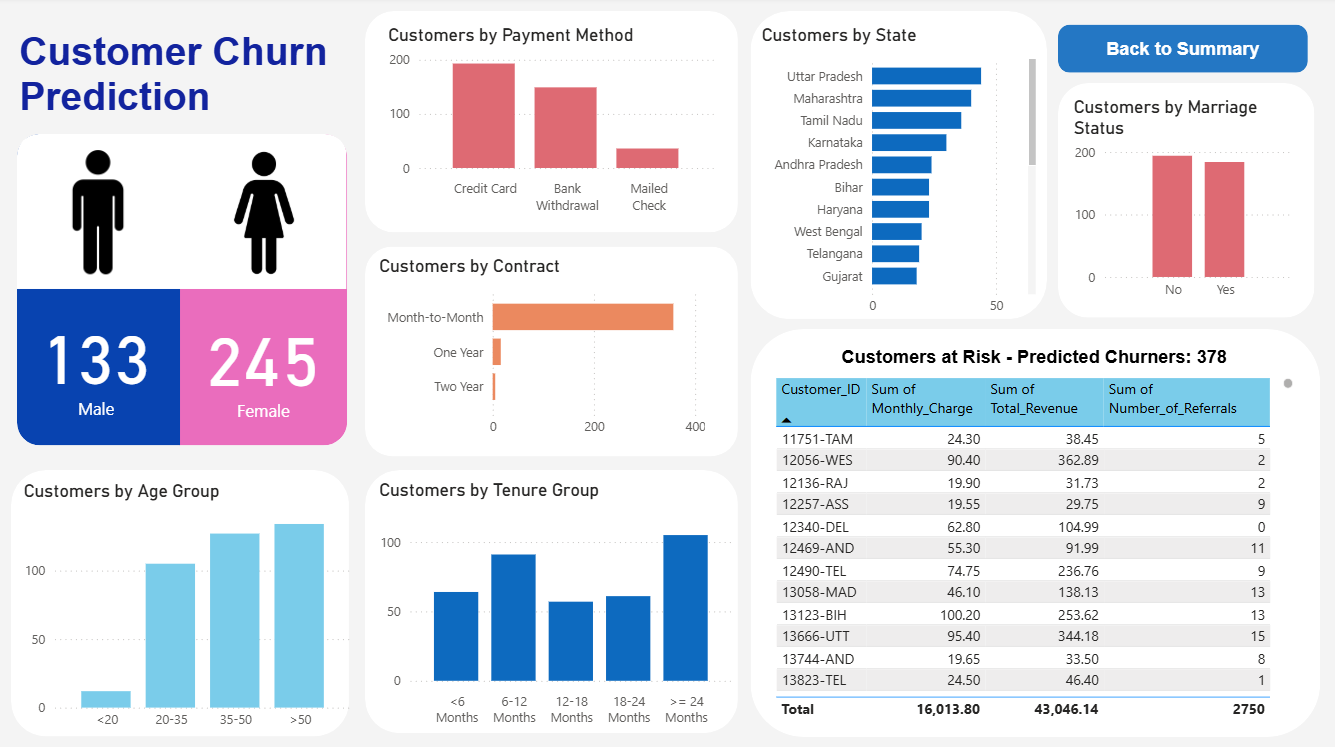 Customer Churn
Prediction
133
Male
245
Female
Customers by Payment Method
200
100
0
Credit Card
Bank
Withdrawal
Mailed
Check
Customers by Contract
Month-to-Month
One Year
Two Year
0 200 400
Customers by State
Uttar Pradesh
Maharashtra
Tamil Nadu
Karnataka
Andhra Pradesh
Bihar
Haryana
West Bengal
Telangana
Gujarat
0 50
Back to Summary
Customers by Marriage
Status
200
100
0
No Yes
Customers by Age Group
100
50
0
<20 20-35 35-50 >50
Customers by Tenure Group
100
50
0
<6
Months
6-12
Months
12-18
Months
18-24
Months
>= 24
Months
Customers at Risk - Predicted Churners: 378
Customer_ID
Sum of
Monthly_Charge
Sum of
Total_Revenue
Sum of
Number_of_Referrals
11751-TAM 24.30 38.45 5
12056-WES 90.40 362.89 2
12136-RAJ 19.90 31.73 2
12257-ASS 19.55 29.75 9
12340-DEL 62.80 104.99 0
12469-AND 55.30 91.99 11
12490-TEL 74.75 236.76 9
13058-MAD 46.10 138.13 13
13123-BIH 100.20 253.62 13
13666-UTT 95.40 344.18 15
13744-AND 19.65 33.50 8
13823-TEL 24.50 46.40 1
Total 16,013.80 43,046.14 2750